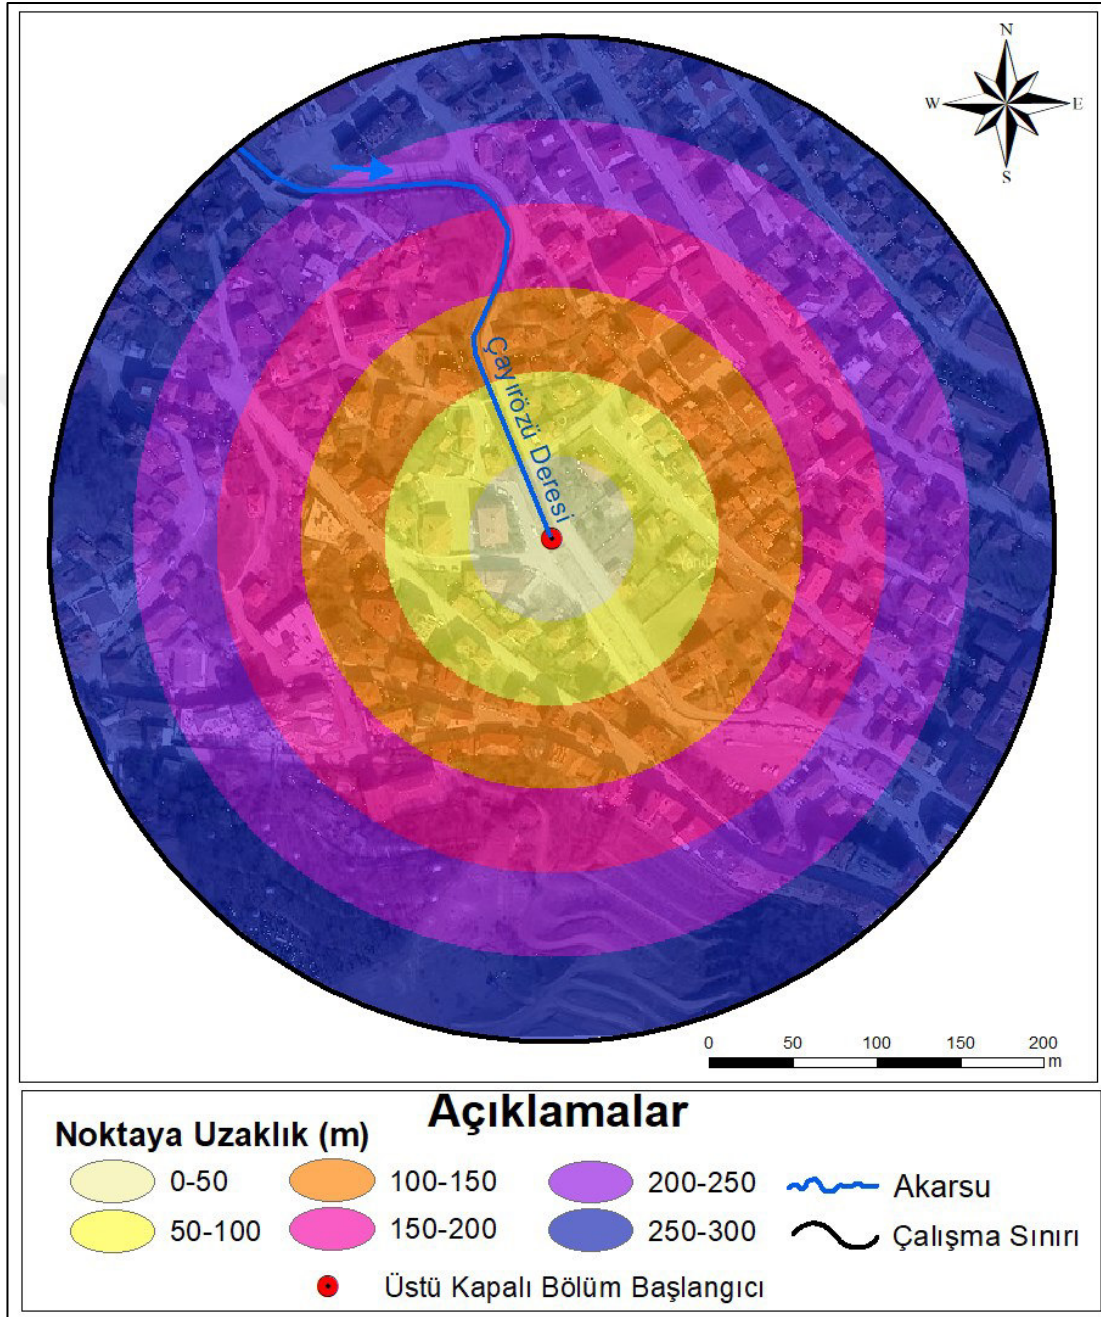 N
W E
S
Çayırözü Deresi
0 50 100 150 200
m
Açıklamalar
Noktaya Uzaklık (m)
0-50 100-150 200-250 Akarsu
50-100 150-200 250-300 Çalışma Sınırı
Üstü Kapalı Bölüm Başlangıcı